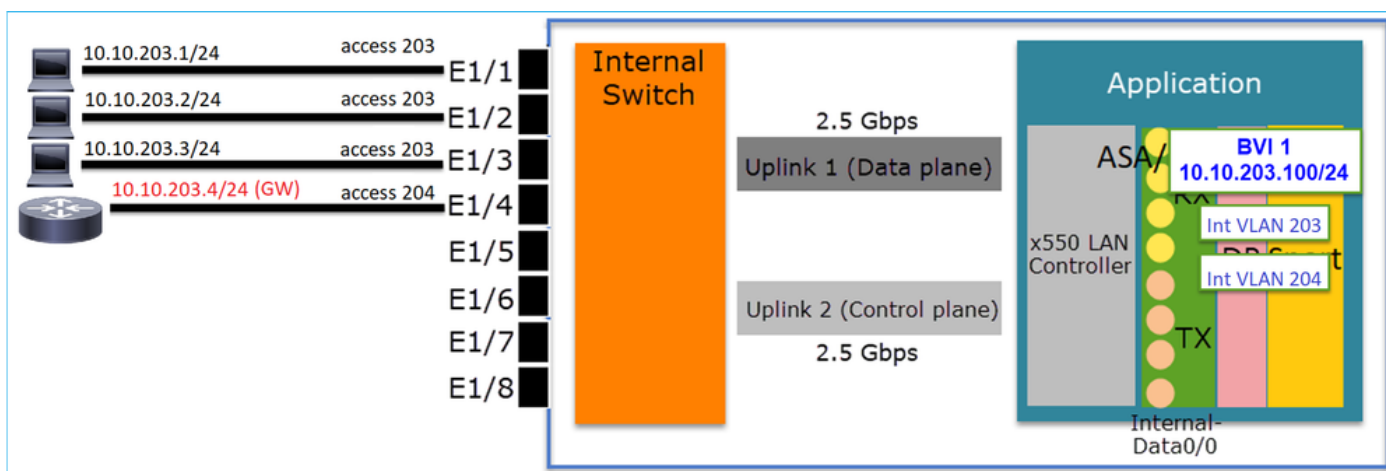 10.10.203.1/24
access 203
E1/1
10.10.203.2/24
access 203
E1/2
10.10.203.3/24
access 203
E1/3
10.10.203.4/24 (GW)
access 204
E1/4
E1/5
E1/6
E1/7
E1/8
Internal
Switch
2.5 Gbps
Uplink 1 (Data plane)
Uplink 2 (Control plane)
2.5 Gbps
Application
x550 LAN
Controller
ASA/
BVI 1
10.10.203.100/24
RX
Int VLAN 203
Int VLAN 204
TX
Internal-
Data0/0